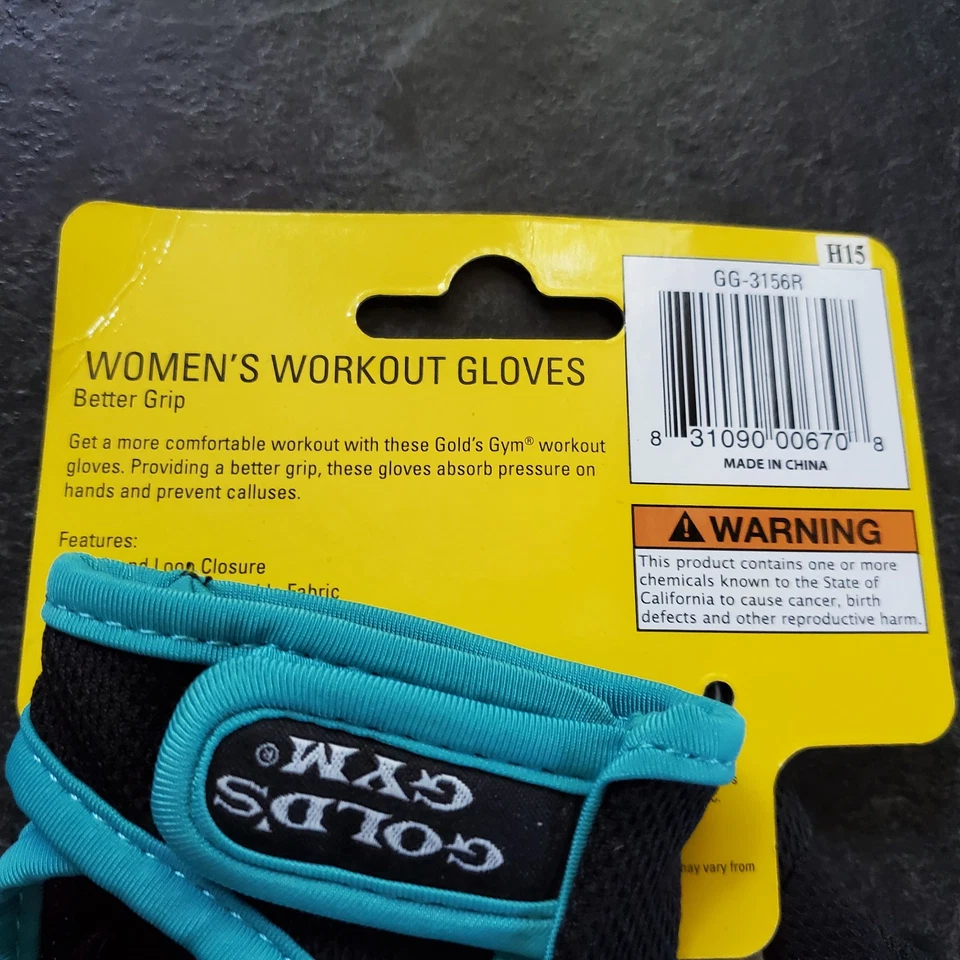 H15
GG-3156R
8 31090 00670 8
MADE IN CHINA
WOMEN'S WORKOUT GLOVES
Better Grip
Get a more comfortable workout with these Gold's Gym® workout
gloves. Providing a better grip, these gloves absorb pressure on
hands and prevent calluses.
Features:
Loop Closure
Fabric
WARNING
This product contains one or more
chemicals known to the State of
California to cause cancer, birth
defects and other reproductive harm.
GOLD'S
GYM®
may vary from